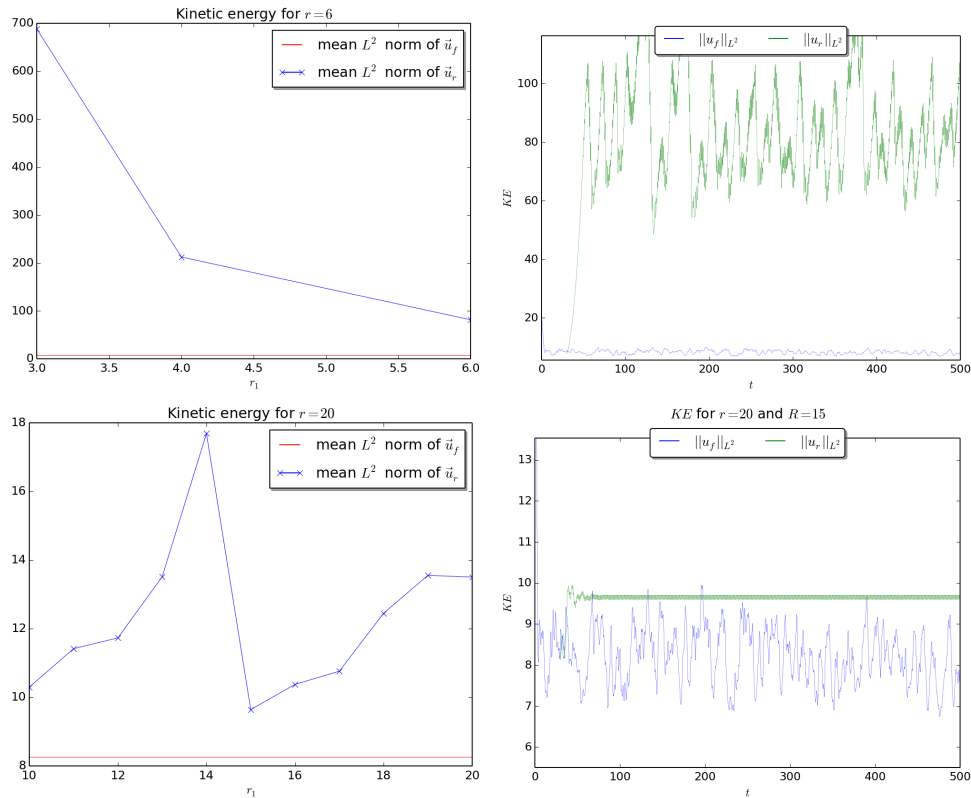 Kinetic energy for r=6
mean L² norm of u⃗_f
mean L² norm of u⃗_r
700
600
500
400
300
200
100
0
3.0 3.5 4.0 4.5 5.0 5.5 6.0
r₁
||u_f||_L² ||u_r||_L²
100
80
60
40
20
KE
0 100 200 300 400 500
t
Kinetic energy for r=20
mean L² norm of u⃗_f
mean L² norm of u⃗_r
18
16
14
12
10
8
10 12 14 16 18 20
r₁
KE for r=20 and R=15
||u_f||_L² ||u_r||_L²
13
12
11
10
9
8
7
6
KE
0 100 200 300 400 500
t